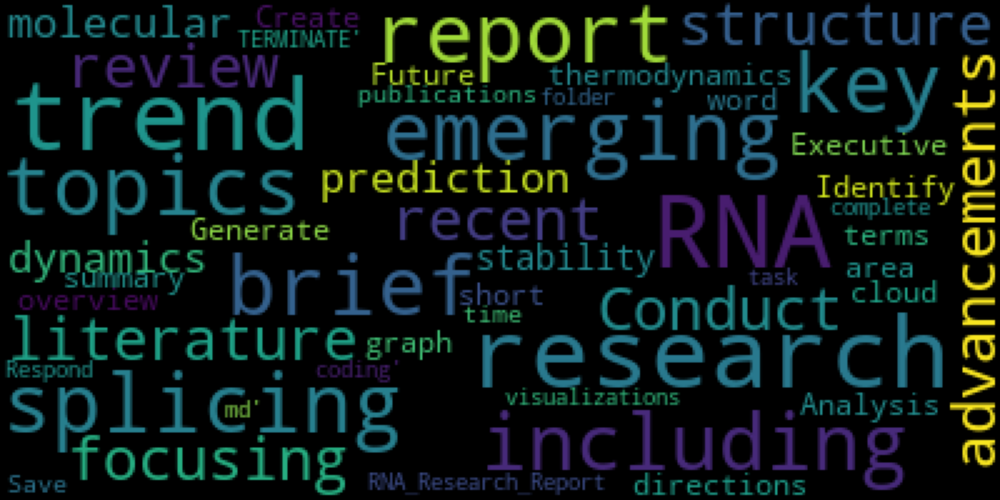 molecular
Create
TERMINATE'
report
structure
review
Future
thermodynamics
key
publications
folder
word
trend
emerging
Executive
advancements
topics
prediction
Identify
recent
RNA
complete
Generate
terms
dynamics
stability
summary
brief
task
area
overview
short
cloud
time
Conduct
literature
graph
research
Respond
coding'
splicing
md'
visualizations
Analysis
including
focusing
Save
RNA_Research_Report
directions